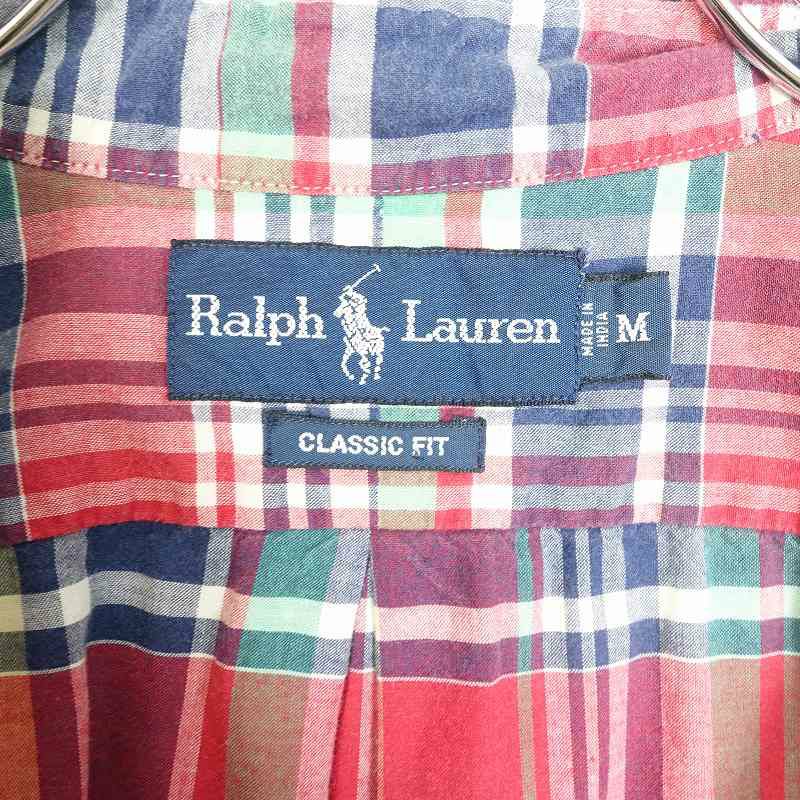 Ralph Lauren
MADE IN
INDIA
M
CLASSIC FIT